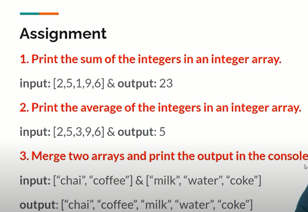 Assignment
1. Print the sum of the integers in an integer array.
input: [2,5,1,9,6] & output: 23
2. Print the average of the integers in an integer array.
input: [2,5,3,9,6] & output: 5
3. Merge two arrays and print the output in the console
input: [“chai”, “coffee”] & [“milk”, “water”, “coke”]
output: [“chai”, “coffee”, “milk”, “water”, “coke”]